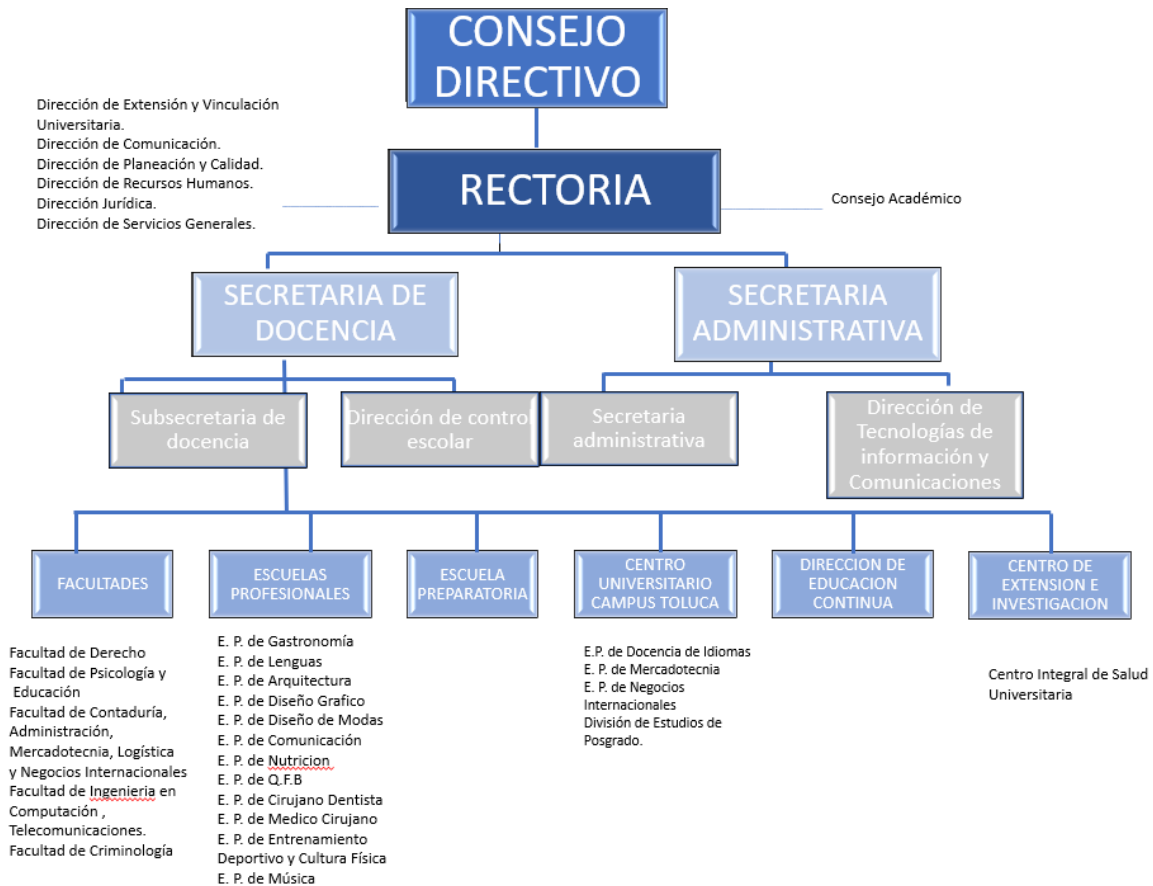 CONSEJO
DIRECTIVO
Dirección de Extensión y Vinculación
Universitaria.
Dirección de Comunicación.
Dirección de Planeación y Calidad.
Dirección de Recursos Humanos.
Dirección Jurídica.
Dirección de Servicios Generales.
RECTORIA
Consejo Académico
SECRETARIA DE
DOCENCIA
SECRETARIA
ADMINISTRATIVA
Subsecretaria de
docencia
Dirección de control
escolar
Secretaria
administrativa
Dirección de
Tecnologías de
información y
Comunicaciones
FACULTADES
ESCUELAS
PROFESIONALES
ESCUELA
PREPARATORIA
CENTRO
UNIVERSITARIO
CAMPUS TOLUCA
DIRECCION DE
EDUCACION
CONTINUA
CENTRO DE
EXTENSION E
INVESTIGACION
Facultad de Derecho
Facultad de Psicología y
Educación
Facultad de Contaduría,
Administración,
Mercadotecnia, Logística
y Negocios Internacionales
Facultad de Ingenieria en
Computación ,
Telecomunicaciones.
Facultad de Criminología
E. P. de Gastronomía
E. P. de Lenguas
E. P. de Arquitectura
E. P. de Diseño Grafico
E. P. de Diseño de Modas
E. P. de Comunicación
E. P. de Nutricion
E. P. de Q.F.B
E. P. de Cirujano Dentista
E. P. de Medico Cirujano
E. P. de Entrenamiento
Deportivo y Cultura Física
E. P. de Música
E.P. de Docencia de Idiomas
E. P. de Mercadotecnia
E. P. de Negocios
Internacionales
División de Estudios de
Posgrado.
Centro Integral de Salud
Universitaria